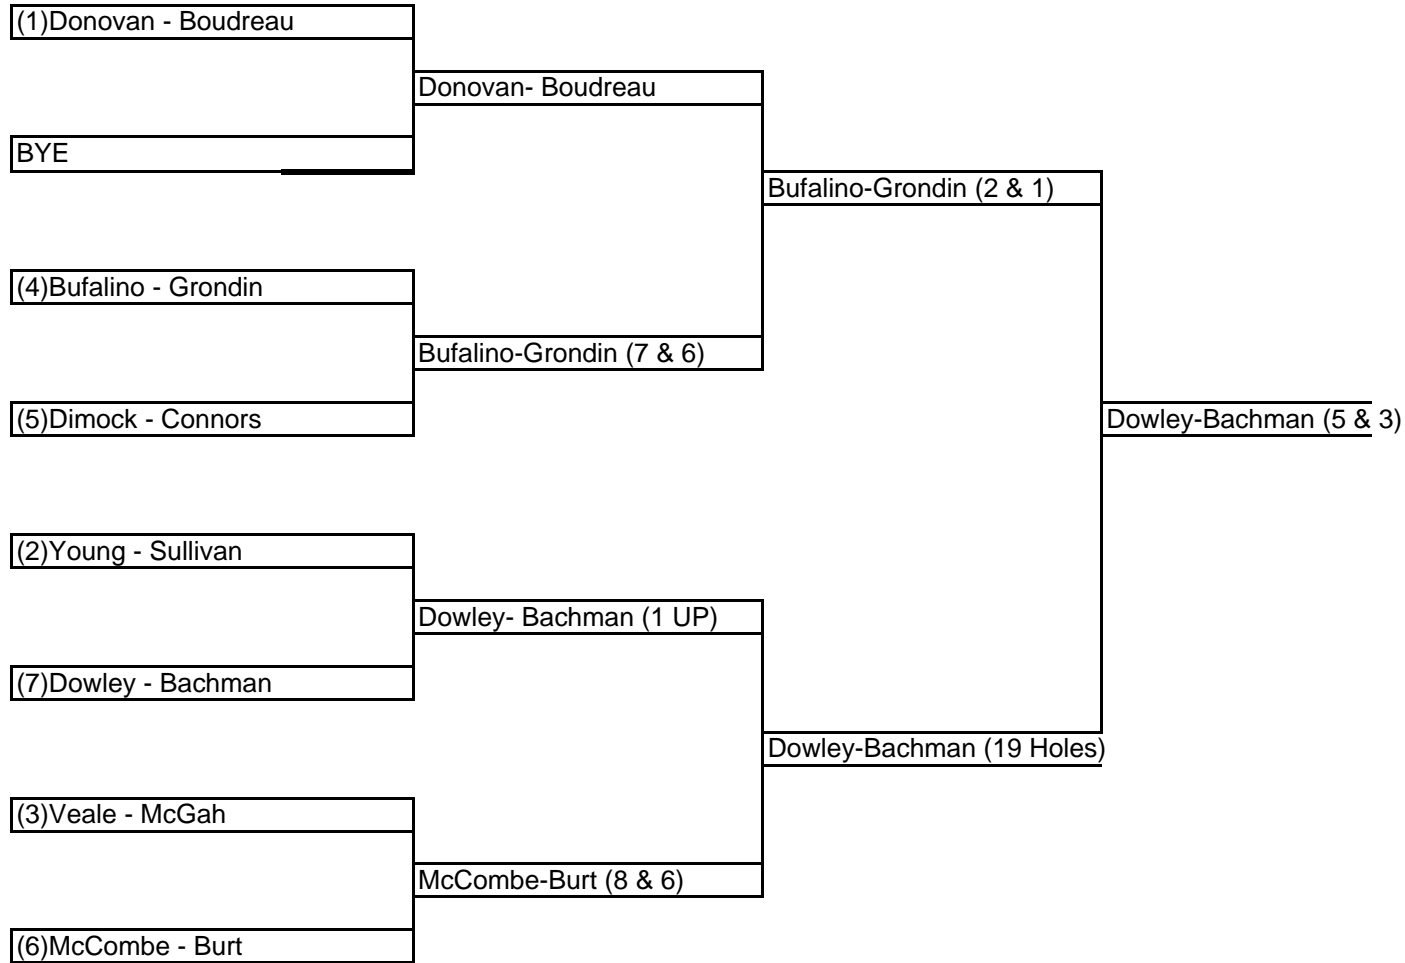 (1)Donovan - Boudreau
Donovan- Boudreau
BYE
Bufalino-Grondin (2 & 1)
(4)Bufalino - Grondin
Bufalino-Grondin (7 & 6)
(5)Dimock - Connors
Dowley-Bachman (5 & 3)
(2)Young - Sullivan
Dowley- Bachman (1 UP)
(7)Dowley - Bachman
Dowley-Bachman (19 Holes)
(3)Veale - McGah
McCombe-Burt (8 & 6)
(6)McCombe - Burt